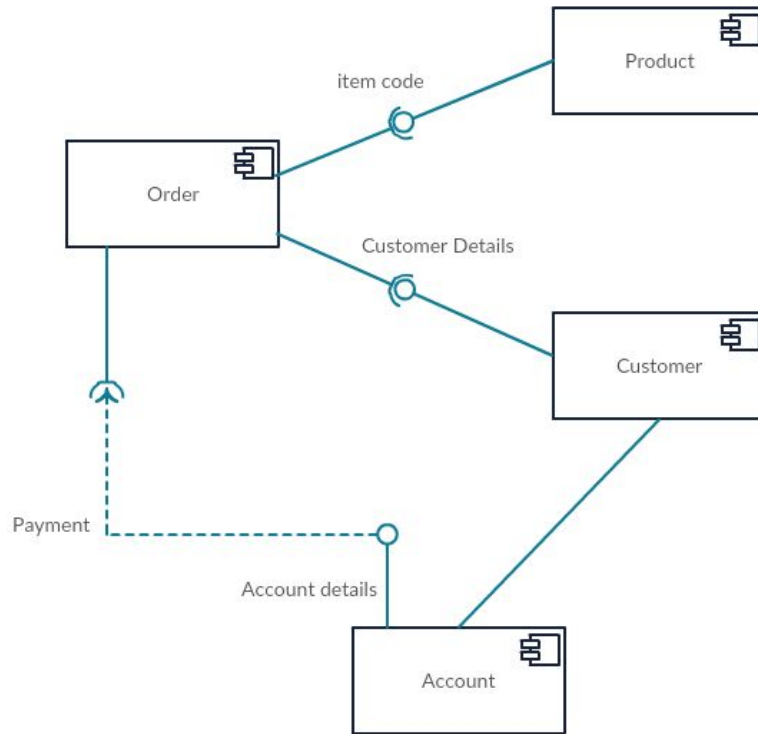 Product
item code
Order
Customer Details
Customer
Payment
Account details
Account